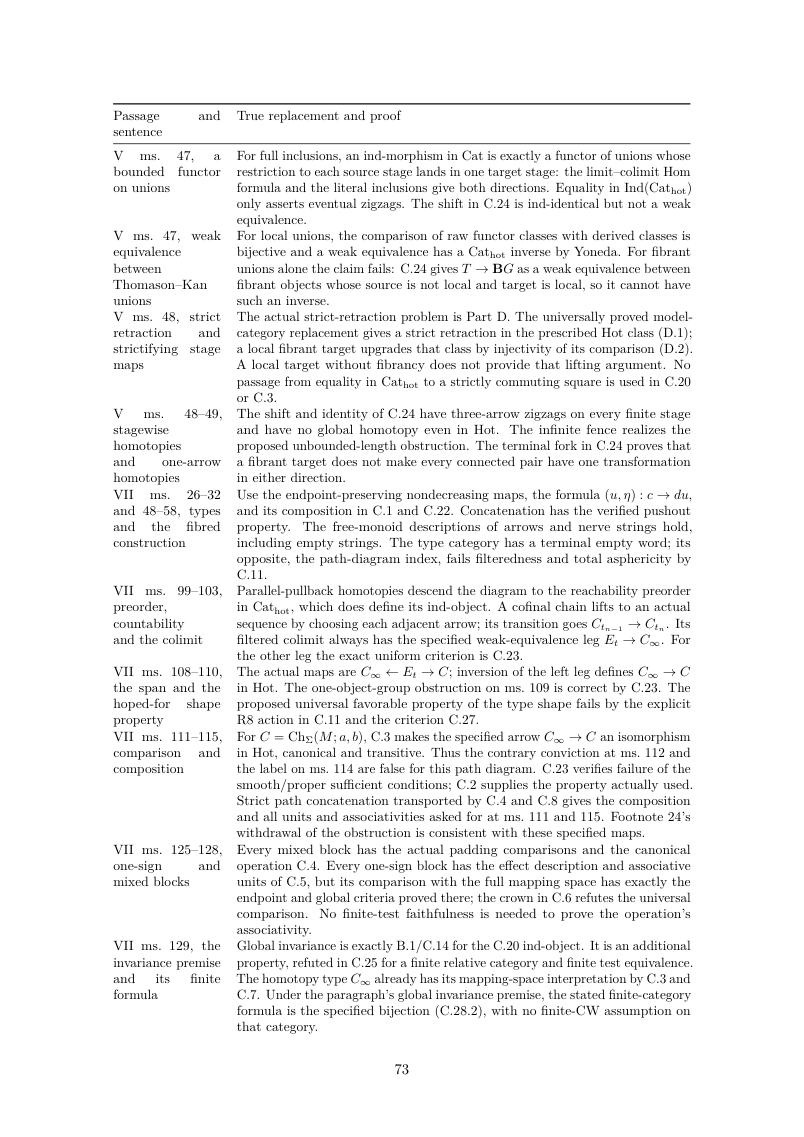 Passage and sentence
True replacement and proof
V ms. 47, a bounded functor on unions
For full inclusions, an ind-morphism in Cat is exactly a functor of unions whose
restriction to each source stage lands in one target stage: the limit–colimit Hom
formula and the literal inclusions give both directions. Equality in Ind(Cat_hot)
only asserts eventual zigzags. The shift in C.24 is ind-identical but not a weak
equivalence.
V ms. 47, weak equivalence between Thomason–Kan unions
For local unions, the comparison of raw functor classes with derived classes is
bijective and a weak equivalence has a Cat_hot inverse by Yoneda. For fibrant
unions alone the claim fails: C.24 gives T → BG as a weak equivalence between
fibrant objects whose source is not local and target is local, so it cannot have
such an inverse.
V ms. 48, strict retraction and strictifying stage maps
The actual strict-retraction problem is Part D. The universally proved model-
category replacement gives a strict retraction in the prescribed Hot class (D.1);
a local fibrant target upgrades that class by injectivity of its comparison (D.2).
A local target without fibrancy does not provide that lifting argument. No
passage from equality in Cat_hot to a strictly commuting square is used in C.20
or C.3.
V ms. 48–49, stagewise homotopies and one-arrow homotopies
The shift and identity of C.24 have three-arrow zigzags on every finite stage
and have no global homotopy even in Hot. The infinite fence realizes the
proposed unbounded-length obstruction. The terminal fork in C.24 proves that
a fibrant target does not make every connected pair have one transformation
in either direction.
VII ms. 26–32 and 48–58, types and the fibred construction
Use the endpoint-preserving nondecreasing maps, the formula (u, η) : c → du,
and its composition in C.1 and C.22. Concatenation has the verified pushout
property. The free-monoid descriptions of arrows and nerve strings hold,
including empty strings. The type category has a terminal empty word; its
opposite, the path-diagram index, fails filteredness and total asphericity by
C.11.
VII ms. 99–103, preorder, countability and the colimit
Parallel-pullback homotopies descend the diagram to the reachability preorder
in Cat_hot, which does define its ind-object. A cofinal chain lifts to an actual
sequence by choosing each adjacent arrow; its transition goes C_{t_{n−1}} → C_{t_n}. Its
filtered colimit always has the specified weak-equivalence leg E_t → C_∞. For
the other leg the exact uniform criterion is C.23.
VII ms. 108–110, the span and the hoped-for shape property
The actual maps are C_∞ ← E_t → C; inversion of the left leg defines C_∞ → C
in Hot. The one-object-group obstruction on ms. 109 is correct by C.23. The
proposed universal favorable property of the type shape fails by the explicit
R8 action in C.11 and the criterion C.27.
VII ms. 111–115, comparison and composition
For C = Ch_Σ(M; a, b), C.3 makes the specified arrow C_∞ → C an isomorphism
in Hot, canonical and transitive. Thus the contrary conviction at ms. 112 and
the label on ms. 114 are false for this path diagram. C.23 verifies failure of the
smooth/proper sufficient conditions; C.2 supplies the property actually used.
Strict path concatenation transported by C.4 and C.8 gives the composition
and all units and associativities asked for at ms. 111 and 115. Footnote 24's
withdrawal of the obstruction is consistent with these specified maps.
VII ms. 125–128, one-sign and mixed blocks
Every mixed block has the actual padding comparisons and the canonical
operation C.4. Every one-sign block has the effect description and associative
units of C.5, but its comparison with the full mapping space has exactly the
endpoint and global criteria proved there; the crown in C.6 refutes the universal
comparison. No finite-test faithfulness is needed to prove the operation's
associativity.
VII ms. 129, the invariance premise and its finite formula
Global invariance is exactly B.1/C.14 for the C.20 ind-object. It is an additional
property, refuted in C.25 for a finite relative category and finite test equivalence.
The homotopy type C_∞ already has its mapping-space interpretation by C.3 and
C.7. Under the paragraph's global invariance premise, the stated finite-category
formula is the specified bijection (C.28.2), with no finite-CW assumption on
that category.
73